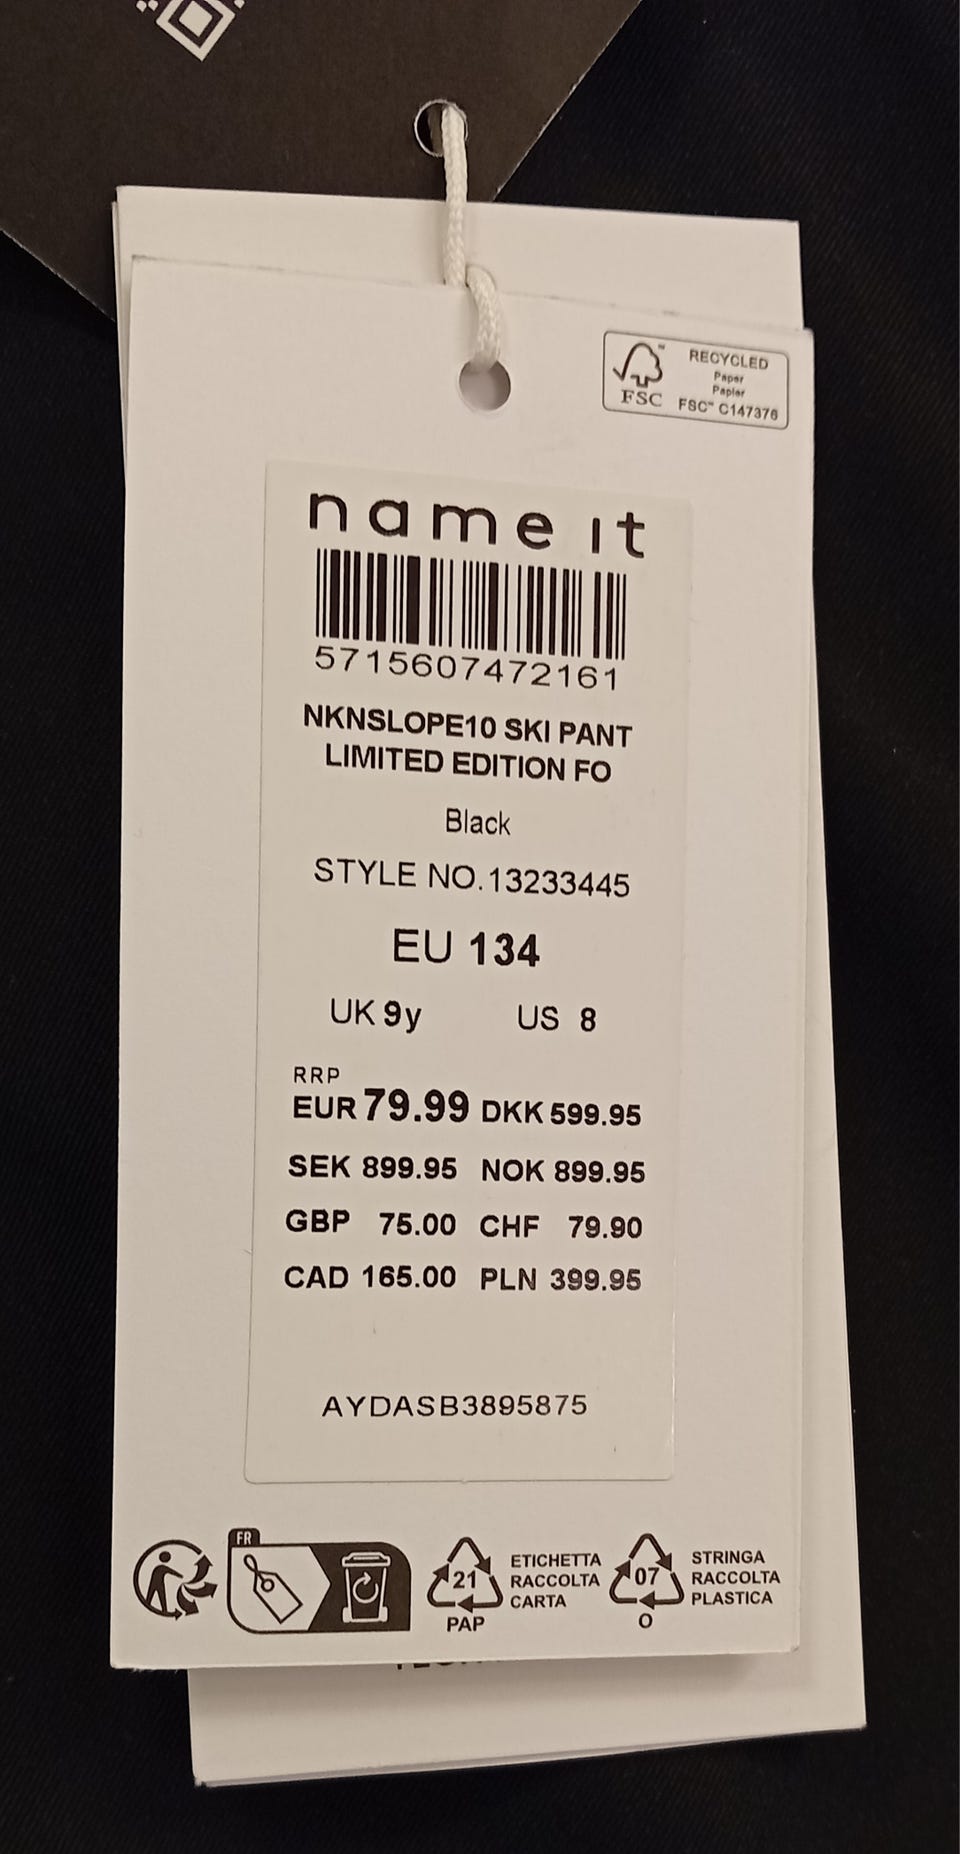 FSC
RECYCLED
Paper
Papier
FSC™ C147376
name it
5715607472161
NKNSLOPE10 SKI PANT
LIMITED EDITION FO
Black
STYLE NO.13233445
EU 134
UK 9y US 8
RRP
EUR 79.99 DKK 599.95
SEK 899.95 NOK 899.95
GBP 75.00 CHF 79.90
CAD 165.00 PLN 399.95
AYDASB3895875
FR
21
PAP
ETICHETTA
RACCOLTA
CARTA
07
O
STRINGA
RACCOLTA
PLASTICA